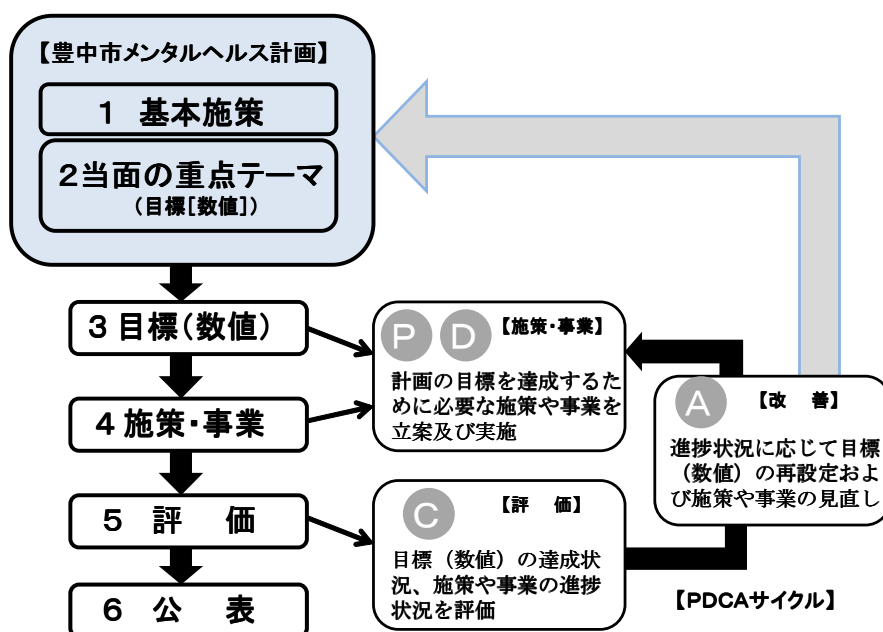 【豊中市メンタルヘルス計画】
１ 基本施策
２当面の重点テーマ
(目標[数値])
３目標(数値)
４施策・事業
５ 評 価
６ 公 表
P D 【施策・事業】
計画の目標を達成するた
めに必要な施策や事業を
立案及び実施
A 【改 善】
進捗状況に応じて目標
（数値）の再設定およ
び施策や事業の見直し
C 【評 価】
目標（数値）の達成状
況、施策や事業の進捗
状況を評価
【PDCAサイクル】